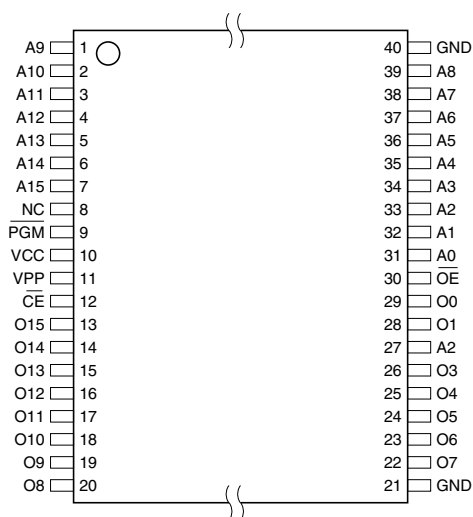 A9 1 40 GND
A10 2 39 A8
A11 3 38 A7
A12 4 37 A6
A13 5 36 A5
A14 6 35 A4
A15 7 34 A3
NC 8 33 A2
PGM 9 32 A1
VCC 10 31 A0
VPP 11 30 OE
CE 12 29 O0
O15 13 28 O1
O14 14 27 A2
O13 15 26 O3
O12 16 25 O4
O11 17 24 O5
O10 18 23 O6
O9 19 22 O7
O8 20 21 GND